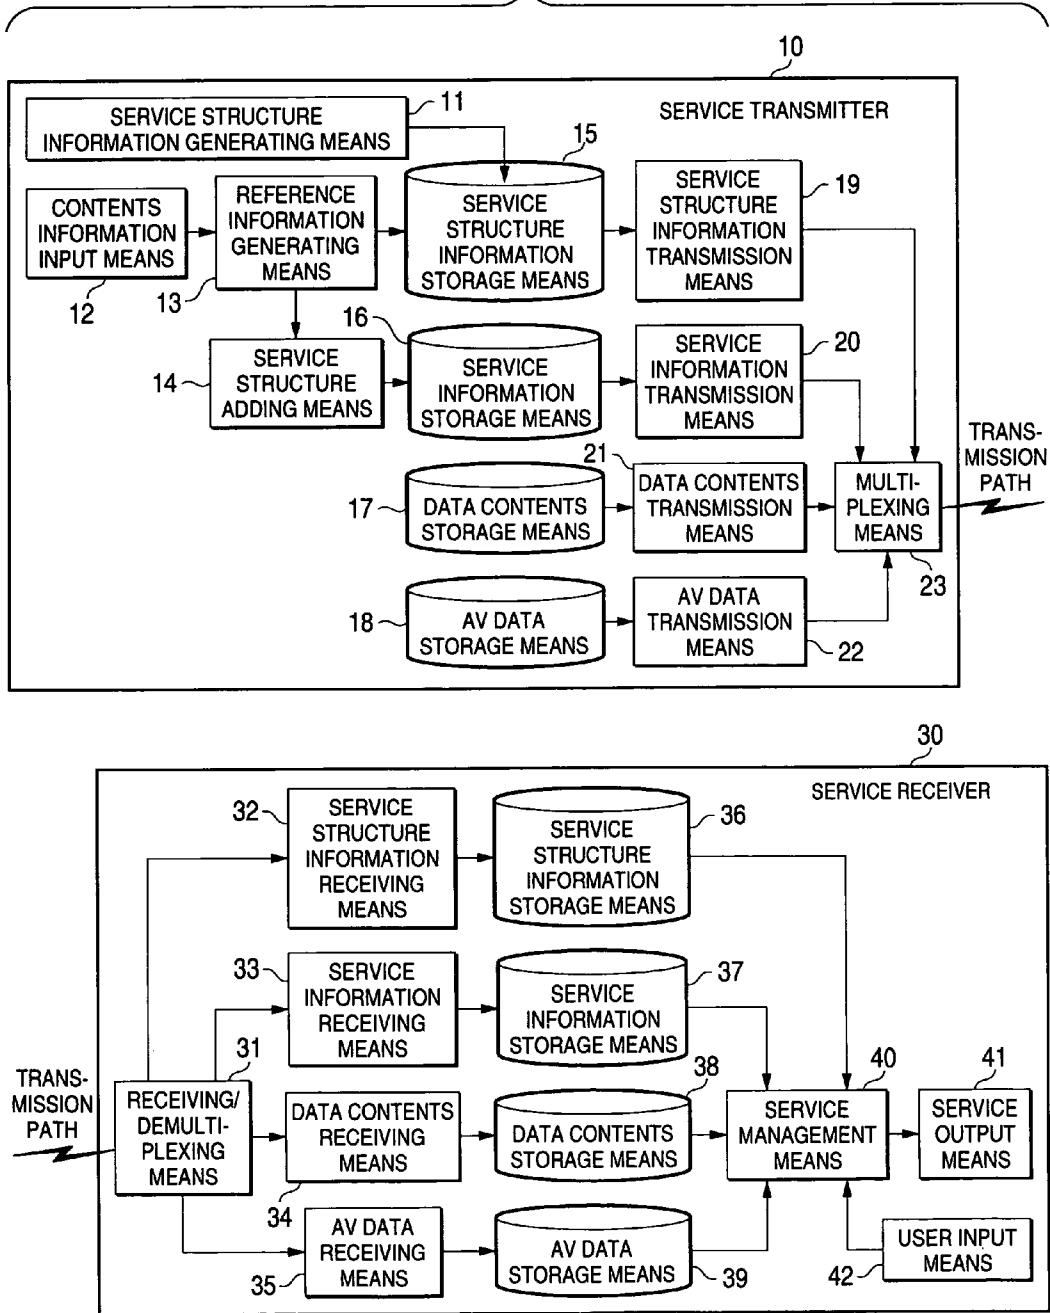 10
SERVICE TRANSMITTER
11
SERVICE STRUCTURE
INFORMATION GENERATING MEANS
CONTENTS
INFORMATION
INPUT MEANS
12
REFERENCE
INFORMATION
GENERATING
MEANS
13
15
SERVICE
STRUCTURE
INFORMATION
STORAGE MEANS
SERVICE
STRUCTURE
INFORMATION
TRANSMISSION
MEANS
19
14
SERVICE
STRUCTURE
ADDING MEANS
16
SERVICE
INFORMATION
STORAGE MEANS
SERVICE
INFORMATION
TRANSMISSION
MEANS
20
17
DATA CONTENTS
STORAGE MEANS
21
DATA CONTENTS
TRANSMISSION
MEANS
MULTI-
PLEXING
MEANS
23
TRANS-
MISSION
PATH
18
AV DATA
STORAGE MEANS
AV DATA
TRANSMISSION
MEANS
22
30
SERVICE RECEIVER
32
SERVICE
STRUCTURE
INFORMATION
RECEIVING
MEANS
SERVICE
STRUCTURE
INFORMATION
STORAGE MEANS
36
33
SERVICE
INFORMATION
RECEIVING
MEANS
SERVICE
INFORMATION
STORAGE MEANS
37
TRANS-
MISSION
PATH
31
RECEIVING/
DEMULTI-
PLEXING
MEANS
DATA CONTENTS
RECEIVING
MEANS
34
38
DATA CONTENTS
STORAGE MEANS
40
SERVICE
MANAGEMENT
MEANS
41
SERVICE
OUTPUT
MEANS
35
AV DATA
RECEIVING
MEANS
AV DATA
STORAGE MEANS
39
USER INPUT
MEANS
42